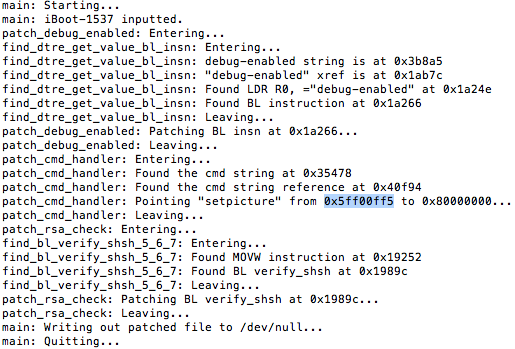 main: Starting...
main: iBoot-1537 inputted.
patch_debug_enabled: Entering...
find_dtre_get_value_bl_insn: Entering...
find_dtre_get_value_bl_insn: debug-enabled string is at 0x3b8a5
find_dtre_get_value_bl_insn: "debug-enabled" xref is at 0x1ab7c
find_dtre_get_value_bl_insn: Found LDR R0, ="debug-enabled" at 0x1a24e
find_dtre_get_value_bl_insn: Found BL instruction at 0x1a266
find_dtre_get_value_bl_insn: Leaving...
patch_debug_enabled: Patching BL insn at 0x1a266...
patch_debug_enabled: Leaving...
patch_cmd_handler: Entering...
patch_cmd_handler: Found the cmd string at 0x35478
patch_cmd_handler: Found the cmd string reference at 0x40f94
patch_cmd_handler: Pointing "setpicture" from 0x5ff00ff5 to 0x80000000...
patch_cmd_handler: Leaving...
patch_rsa_check: Entering...
find_bl_verify_shsh_5_6_7: Entering...
find_bl_verify_shsh_5_6_7: Found MOVW instruction at 0x19252
find_bl_verify_shsh_5_6_7: Found BL verify_shsh at 0x1989c
find_bl_verify_shsh_5_6_7: Leaving...
patch_rsa_check: Patching BL verify_shsh at 0x1989c...
patch_rsa_check: Leaving...
main: Writing out patched file to /dev/null...
main: Quitting...